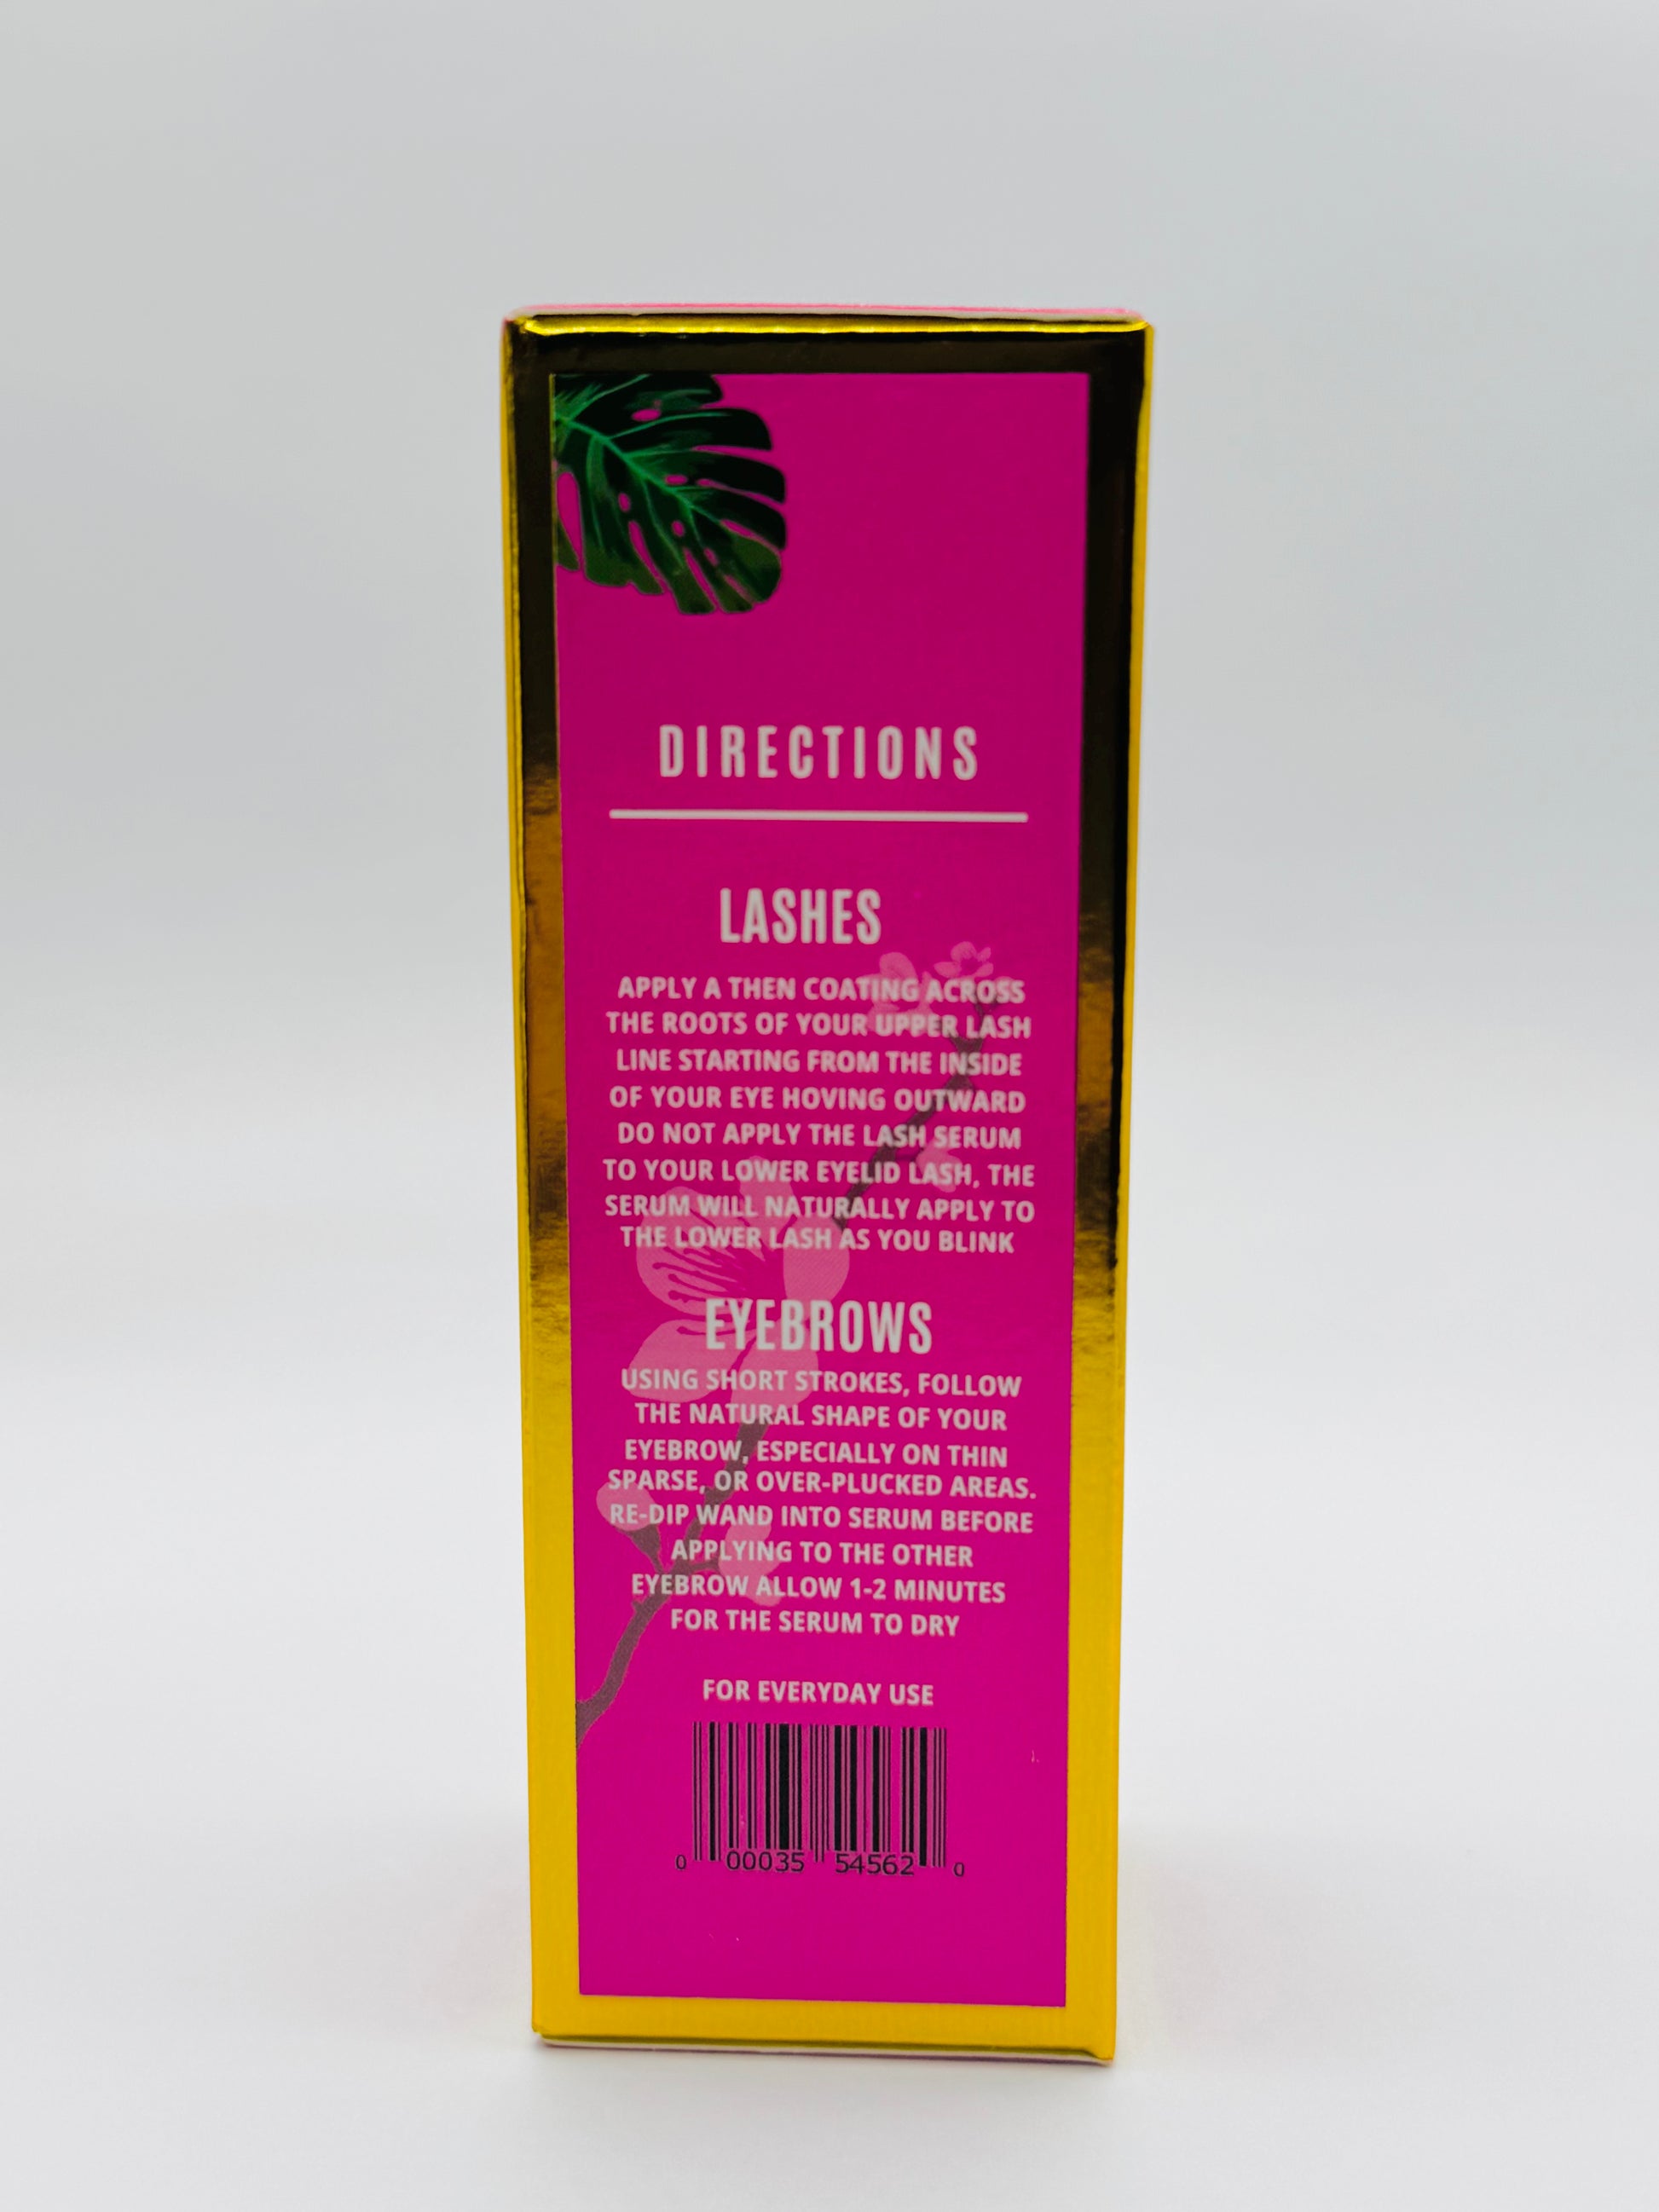 DIRECTIONS
LASHES
APPLY A THEN COATING ACROSS
THE ROOTS OF YOUR UPPER LASH
LINE STARTING FROM THE INSIDE
OF YOUR EYE HOVING OUTWARD
DO NOT APPLY THE LASH SERUM
TO YOUR LOWER EYELID LASH, THE
SERUM WILL NATURALLY APPLY TO
THE LOWER LASH AS YOU BLINK
EYEBROWS
USING SHORT STROKES, FOLLOW
THE NATURAL SHAPE OF YOUR
EYEBROW, ESPECIALLY ON THIN
SPARSE, OR OVER-PLUCKED AREAS.
RE-DIP WAND INTO SERUM BEFORE
APPLYING TO THE OTHER
EYEBROW ALLOW 1-2 MINUTES
FOR THE SERUM TO DRY
FOR EVERYDAY USE
0 00035 54562 0